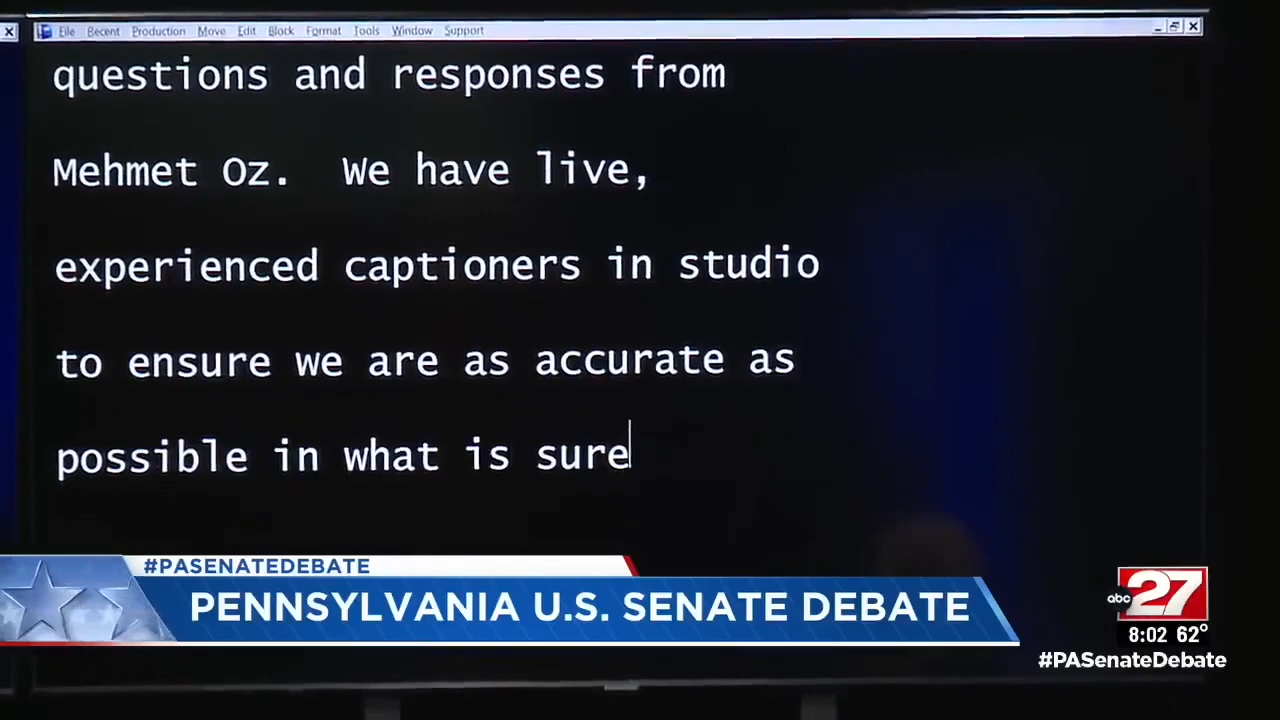 File Recent Production Move Edit Block Format Tools Window Support
questions and responses from
Mehmet Oz. We have live,
experienced captioners in studio
to ensure we are as accurate as
possible in what is sure
#PASENATEDEBATE
PENNSYLVANIA U.S. SENATE DEBATE
abc 27
8:02 62°
#PASenateDebate